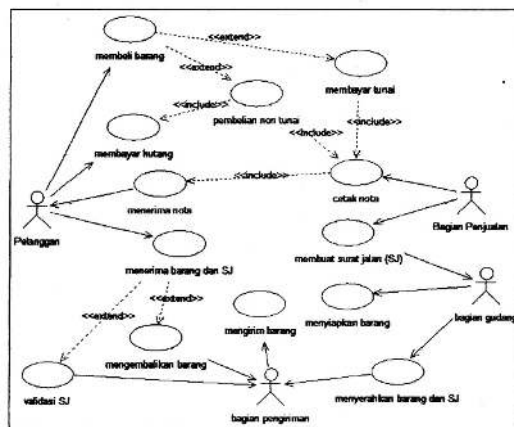 <<extend>>
membeli barang
<<extend>>
membayar tunai
<<include>>
pembelian non tunai
<<include>>
<<include>>
membayar hutang
<<include>>
menerima nota
cetak nota
Pelanggan
Bagian Penjualan
membuat surat jalan (SJ)
menerima barang dan SJ
<<extend>>
<<extend>>
mengirim barang
menyiapkan barang
bagian gudang
mengembalikan barang
validasi SJ
bagian pengiriman
menyerahkan barang dan SJ